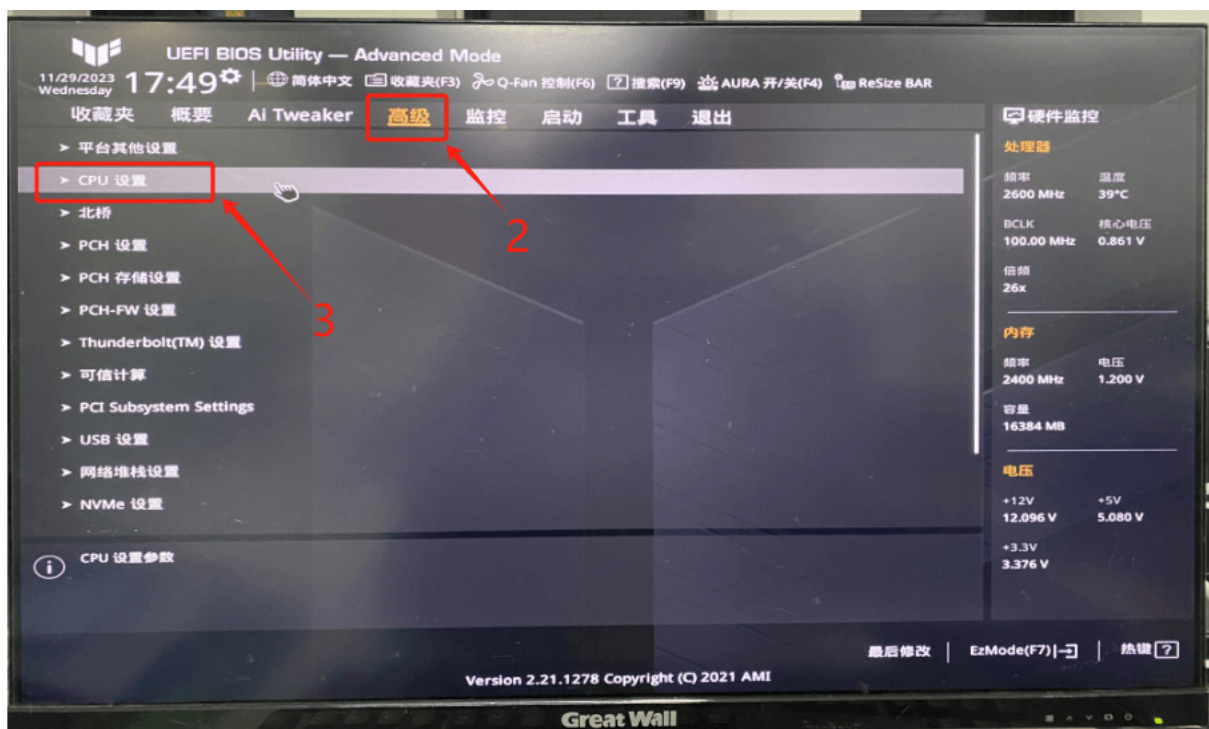 UEFI BIOS Utility — Advanced Mode
11/29/2023
Wednesday
17:49
简体中文
收藏夹(F3)
Q-Fan 控制(F6)
搜索(F9)
AURA 开/关(F4)
ReSize BAR
收藏夹 概要 Ai Tweaker 高级 监控 启动 工具 退出
2
3
> 平台其他设置
> CPU 设置
> 北桥
> PCH 设置
> PCH 存储设置
> PCH-FW 设置
> Thunderbolt(TM) 设置
> 可信计算
> PCI Subsystem Settings
> USB 设置
> 网络堆栈设置
> NVMe 设置
CPU 设置参数
硬件监控
处理器
频率 温度
2600 MHz 39°C
BCLK 核心电压
100.00 MHz 0.861 V
倍频
26x
内存
频率 电压
2400 MHz 1.200 V
容量
16384 MB
电压
+12V +5V
12.096 V 5.080 V
+3.3V
3.376 V
最后修改 EzMode(F7) 热键 ?
Version 2.21.1278 Copyright (C) 2021 AMI
Great Wall